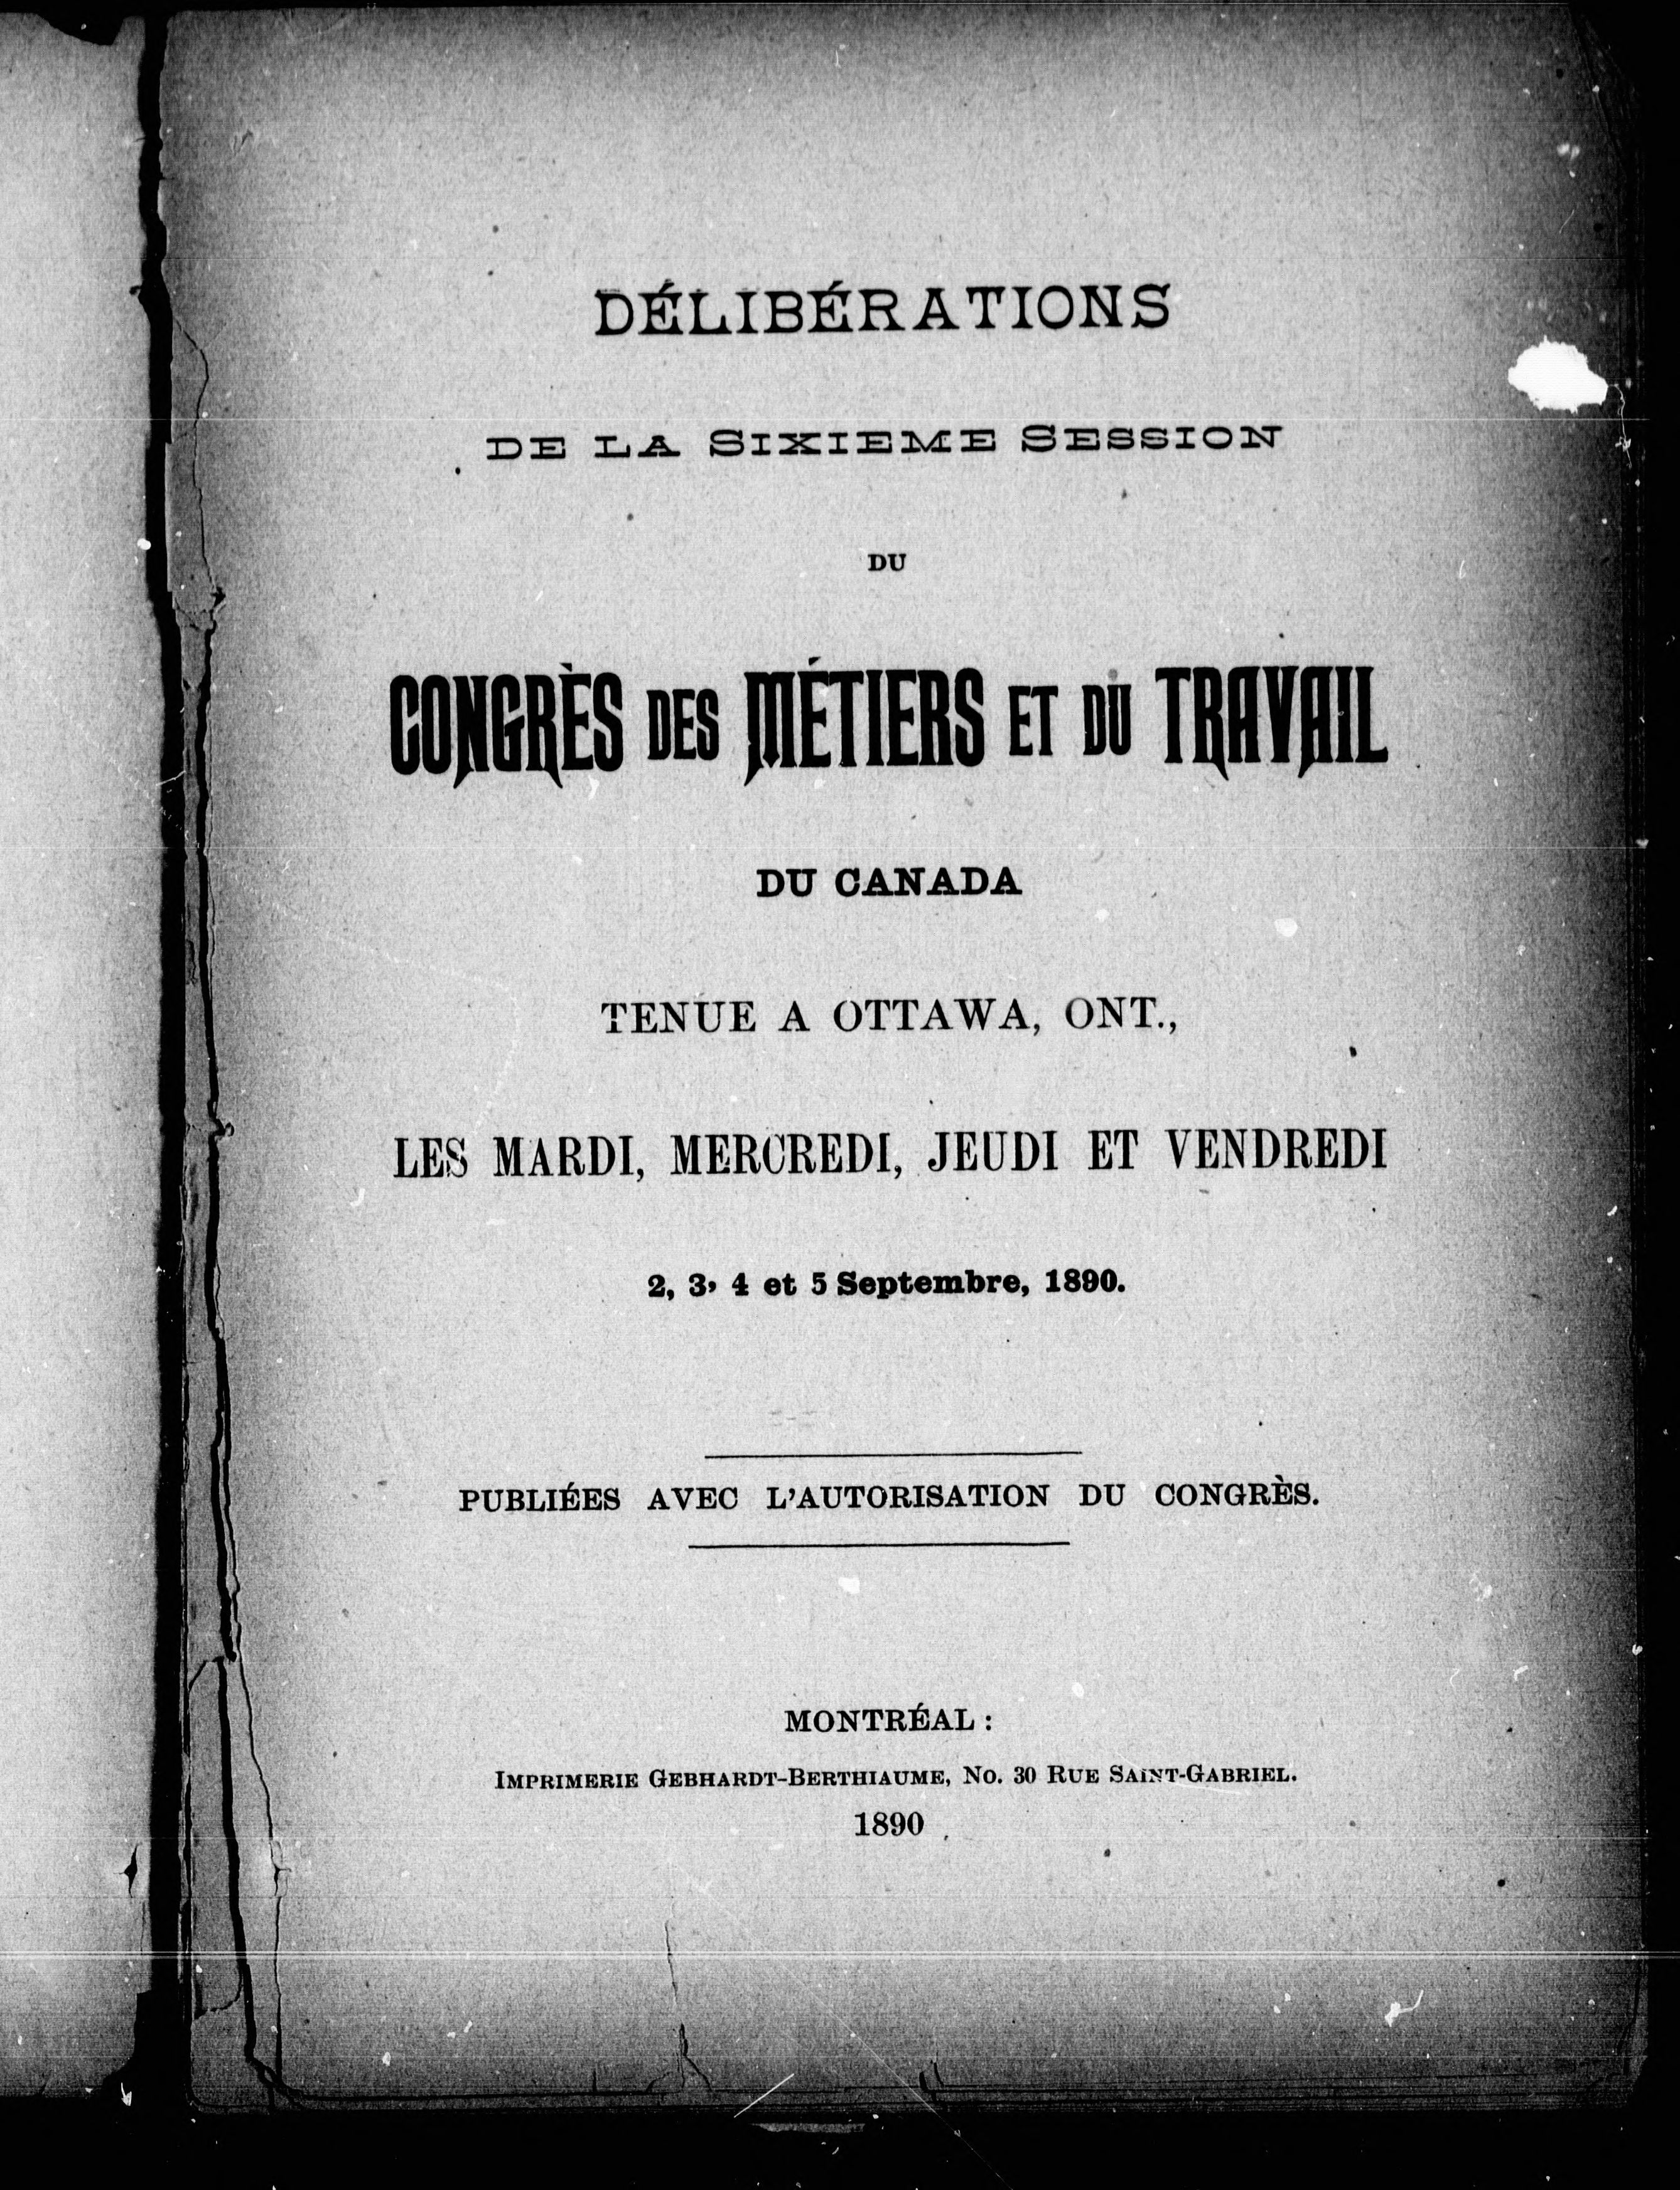 DÉLIBÉRATIONS
DE LA SIXIEME SESSION
DU
CONGRÈS DES MÉTIERS ET DU TRAVAIL
DU CANADA
TENUE A OTTAWA, ONT.,
LES MARDI, MERCREDI, JEUDI ET VENDREDI
2, 3, 4 et 5 Septembre, 1890.
PUBLIÉES AVEC L'AUTORISATION DU CONGRÈS.
MONTRÉAL :
IMPRIMERIE GEBHARDT-BERTHIAUME, NO. 30 RUE SAINT-GABRIEL.
1890